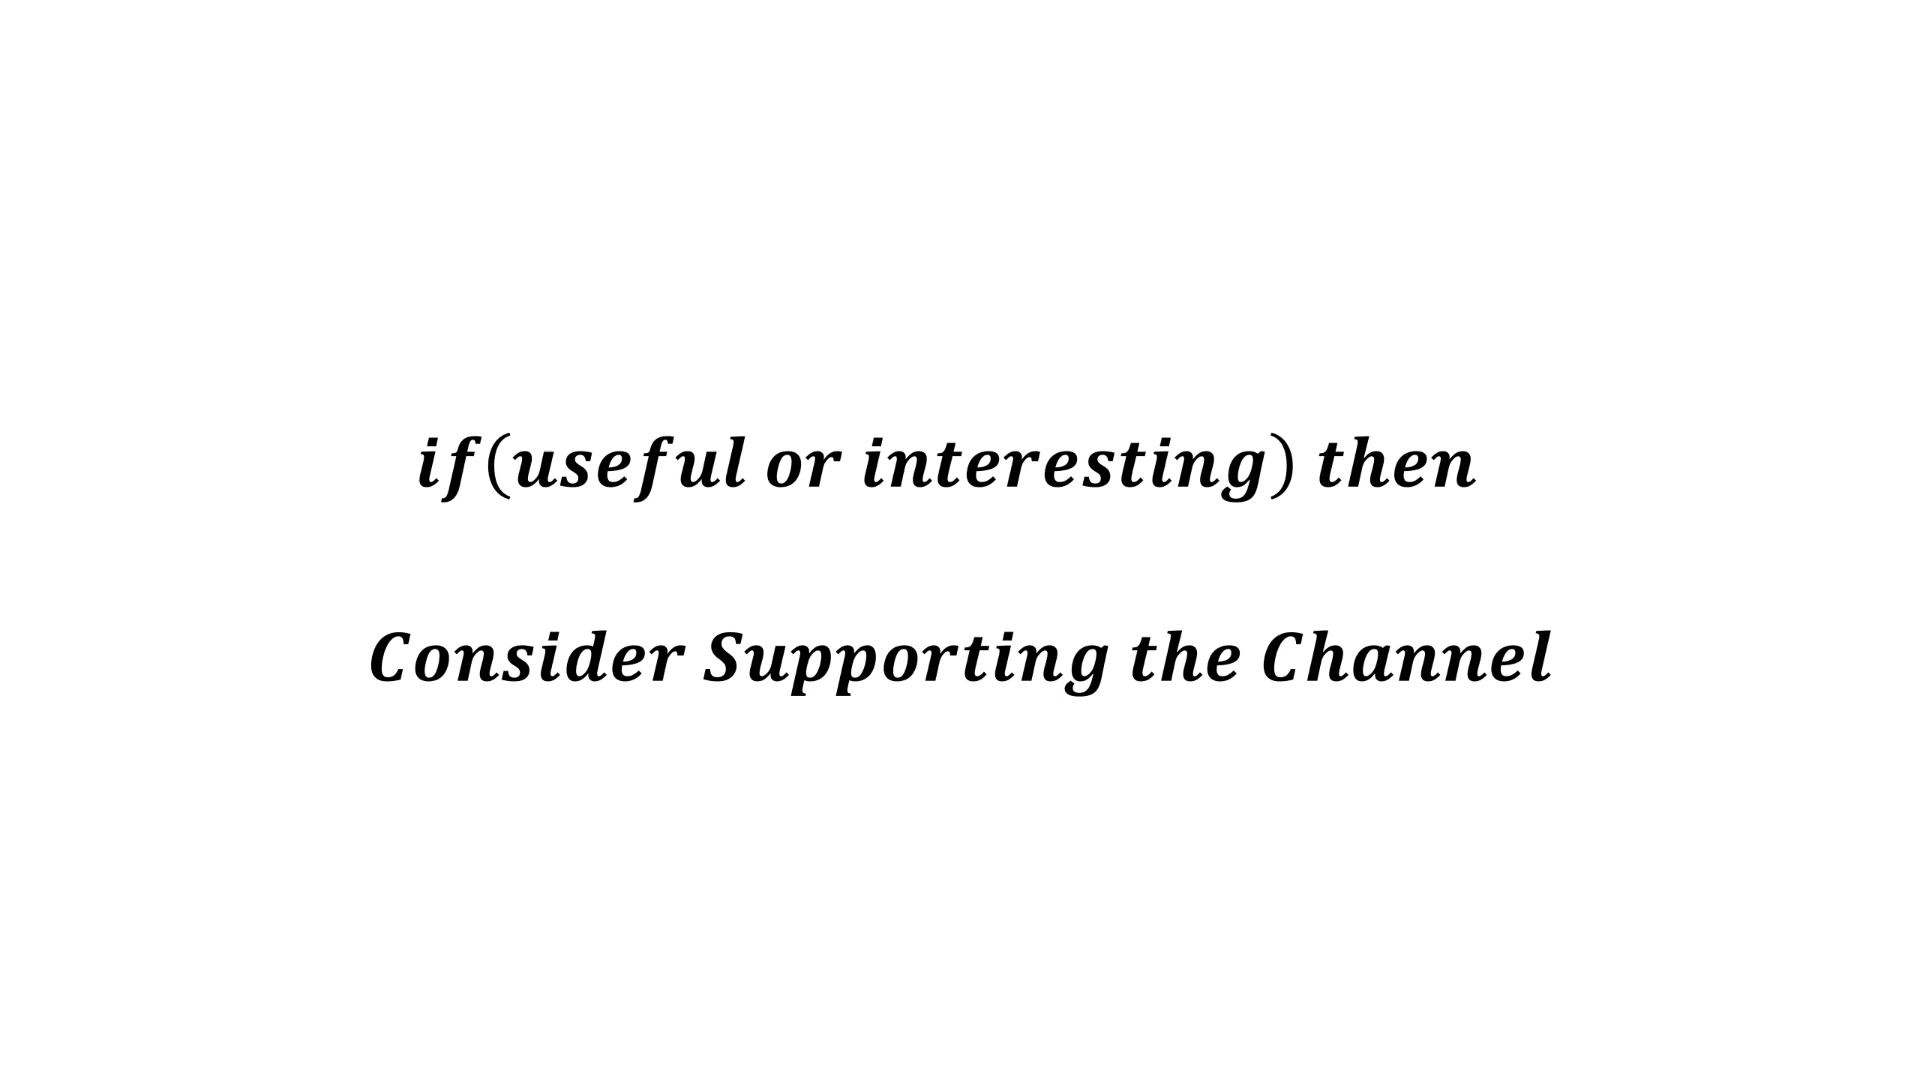 if(useful or interesting) then
Consider Supporting the Channel